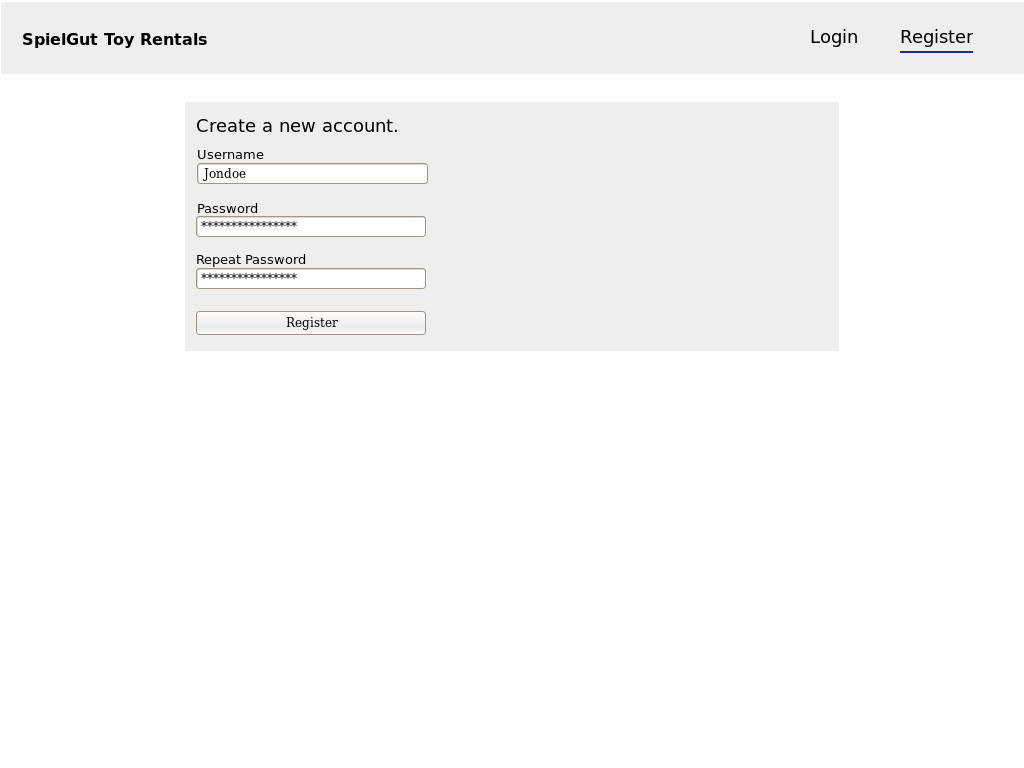 SpielGut Toy Rentals
Login
Register
Create a new account.
Username
Jondoe
Password
****************
Repeat Password
****************
Register